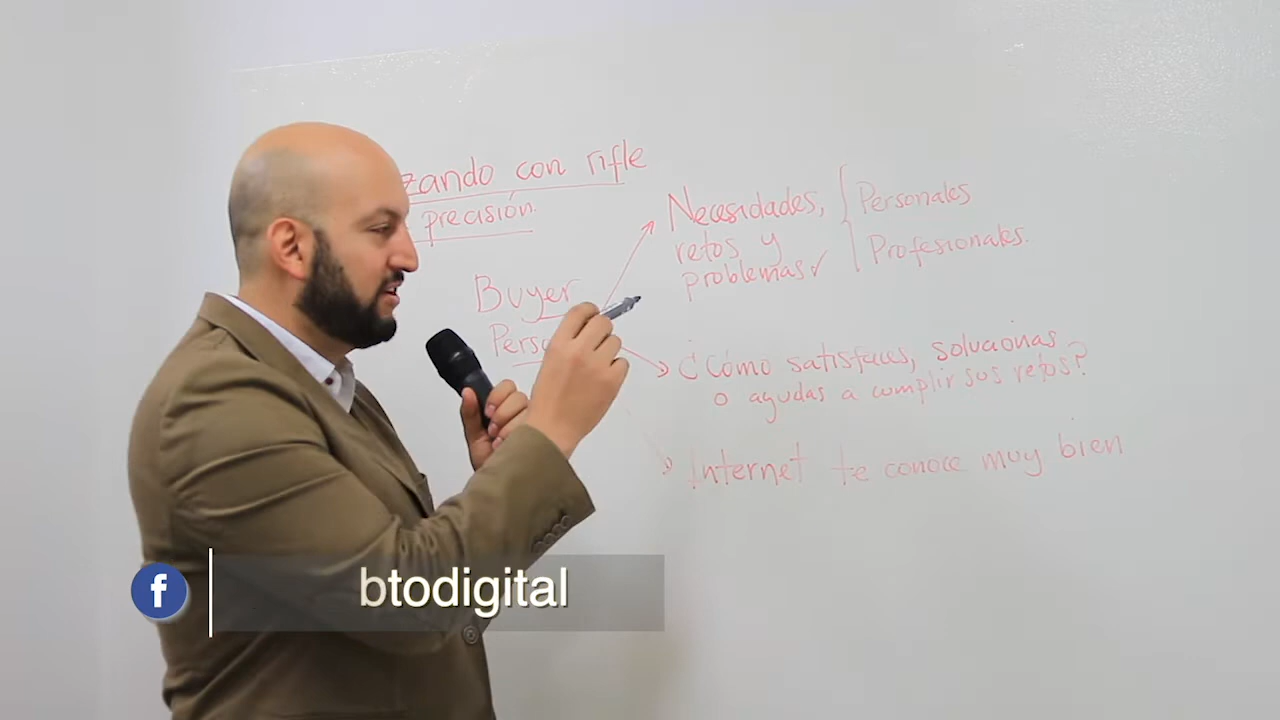 zando con rifle
precisión.
Buyer
Perso
Necesidades,
retos y
problemas ✓
Personales
Profesionales.
¿Cómo satisfaces, solucionas
o ayudas a cumplir sus retos?
Internet te conoce muy bien
f
btodigital